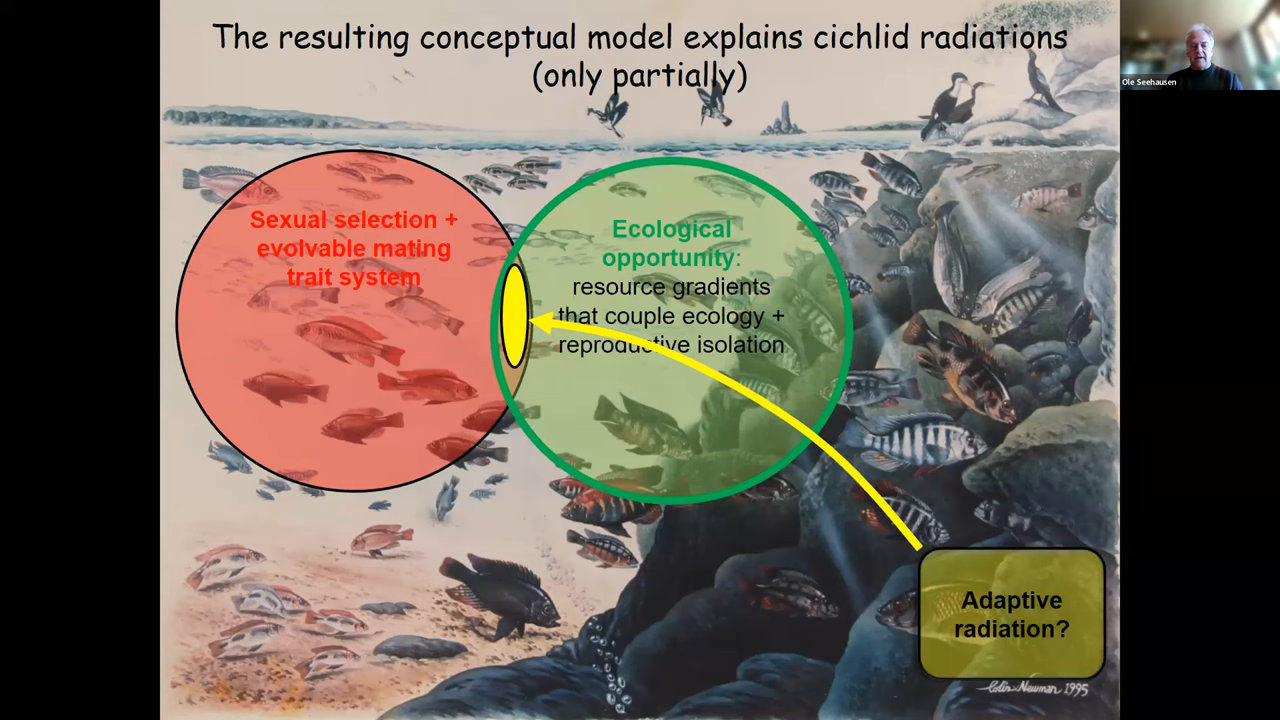 The resulting conceptual model explains cichlid radiations
(only partially)
Ole Seehausen
Sexual selection +
evolvable mating
trait system
Ecological
opportunity:
resource gradients
that couple ecology +
reproductive isolation
Adaptive
radiation?
Colin Newman 1995